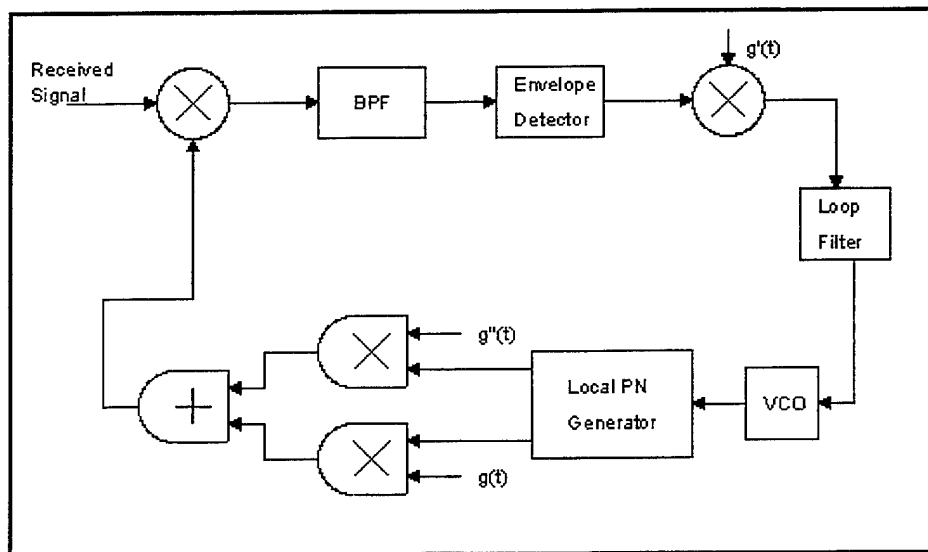 Received
Signal
BPF
Envelope
Detector
g'(t)
Loop
Filter
g"(t)
Local PN
Generator
VCO
g(t)